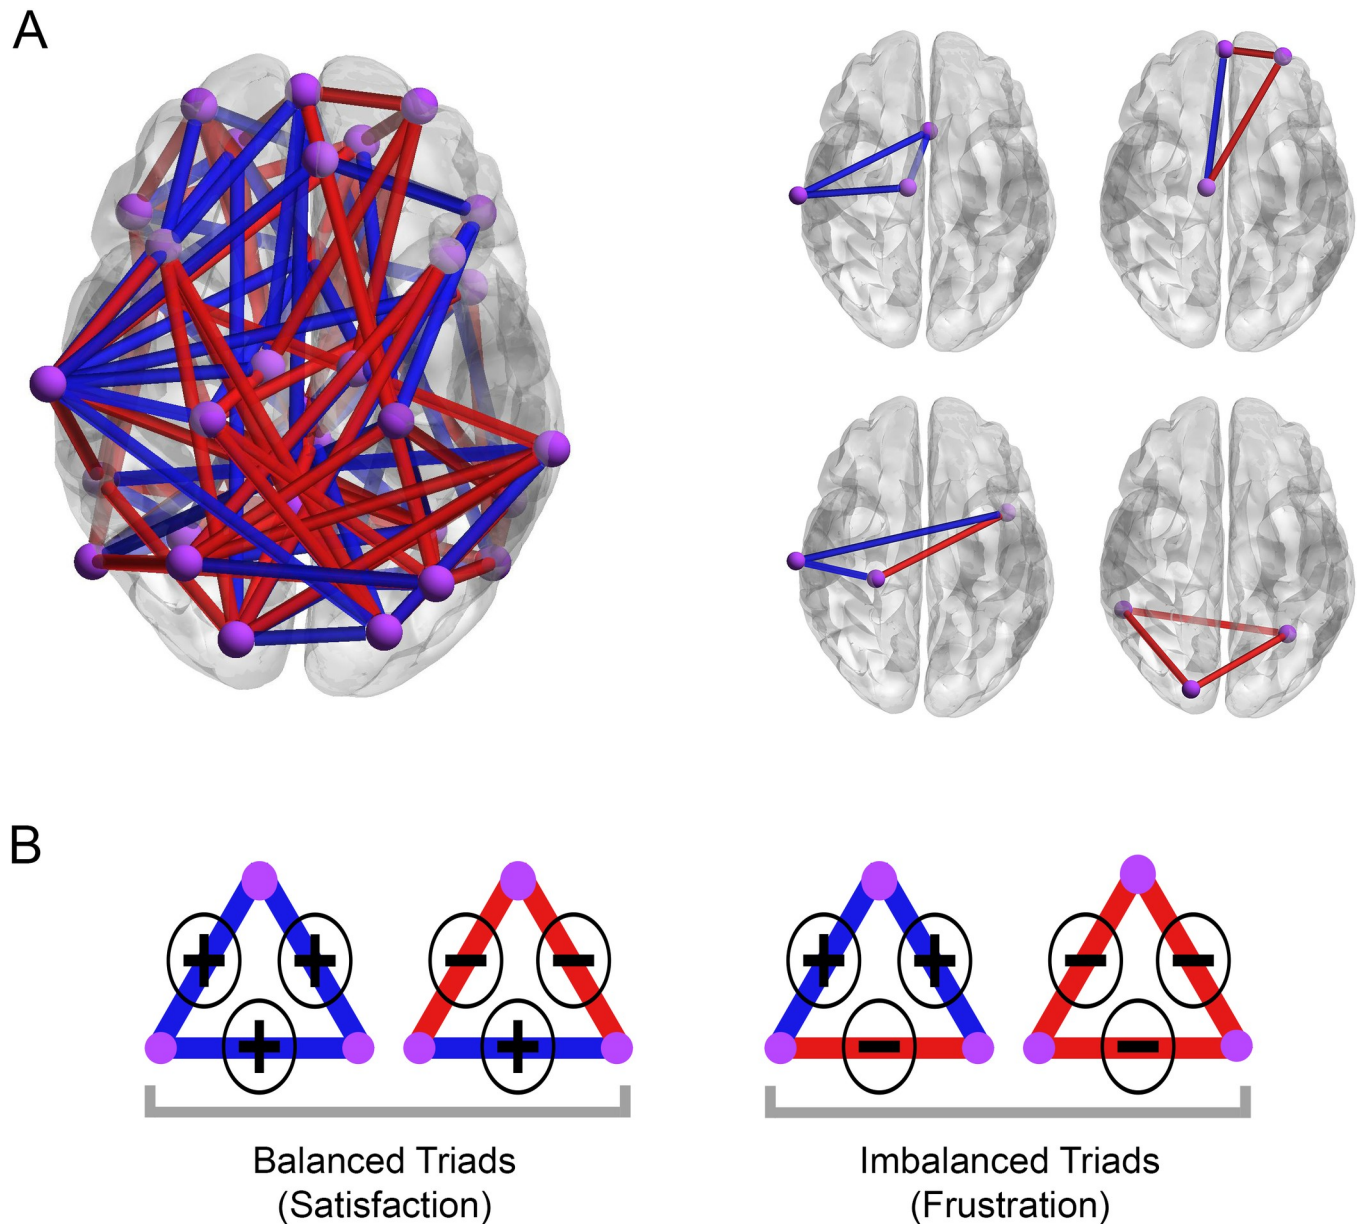 A
B
+ + - - + + - -
+ + - -
Balanced Triads
(Satisfaction)
Imbalanced Triads
(Frustration)